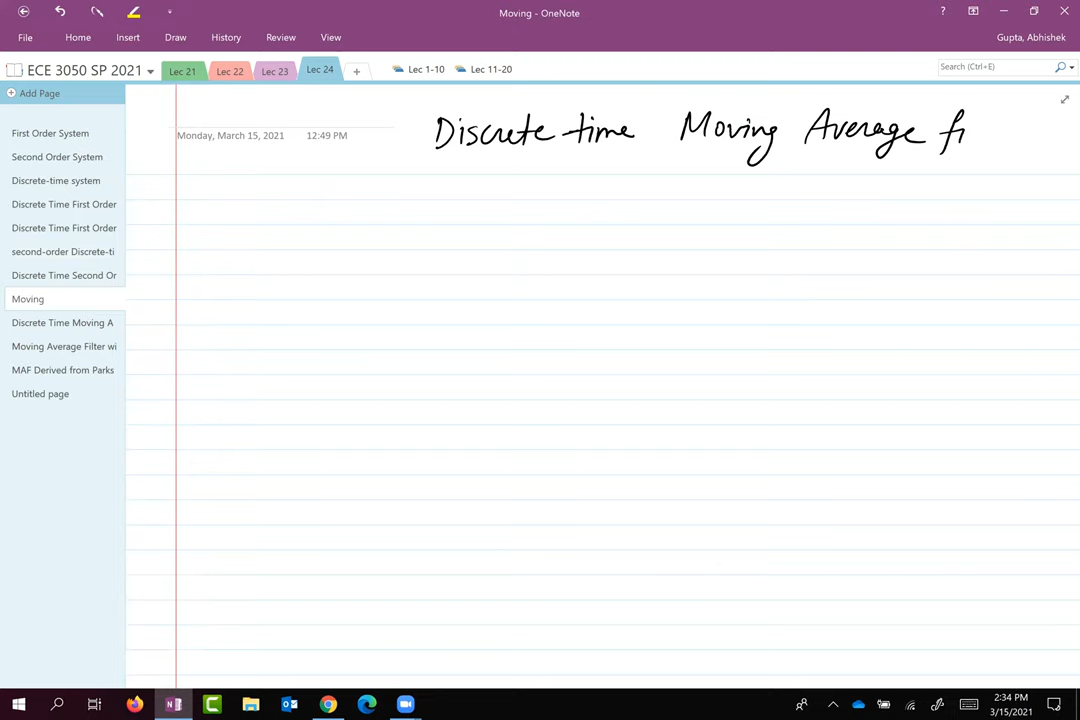 Moving - OneNote
?
File Home Insert Draw History Review View Gupta, Abhishek
ECE 3050 SP 2021 Lec 21 Lec 22 Lec 23 Lec 24 + Lec 1-10 Lec 11-20 Search (Ctrl+E)
Add Page
Discrete time Moving Average fi
Monday, March 15, 2021 12:49 PM
First Order System
Second Order System
Discrete-time system
Discrete Time First Order
Discrete Time First Order
second-order Discrete-ti
Discrete Time Second Or
Moving
Discrete Time Moving A
Moving Average Filter wi
MAF Derived from Parks
Untitled page
2:34 PM
3/15/2021